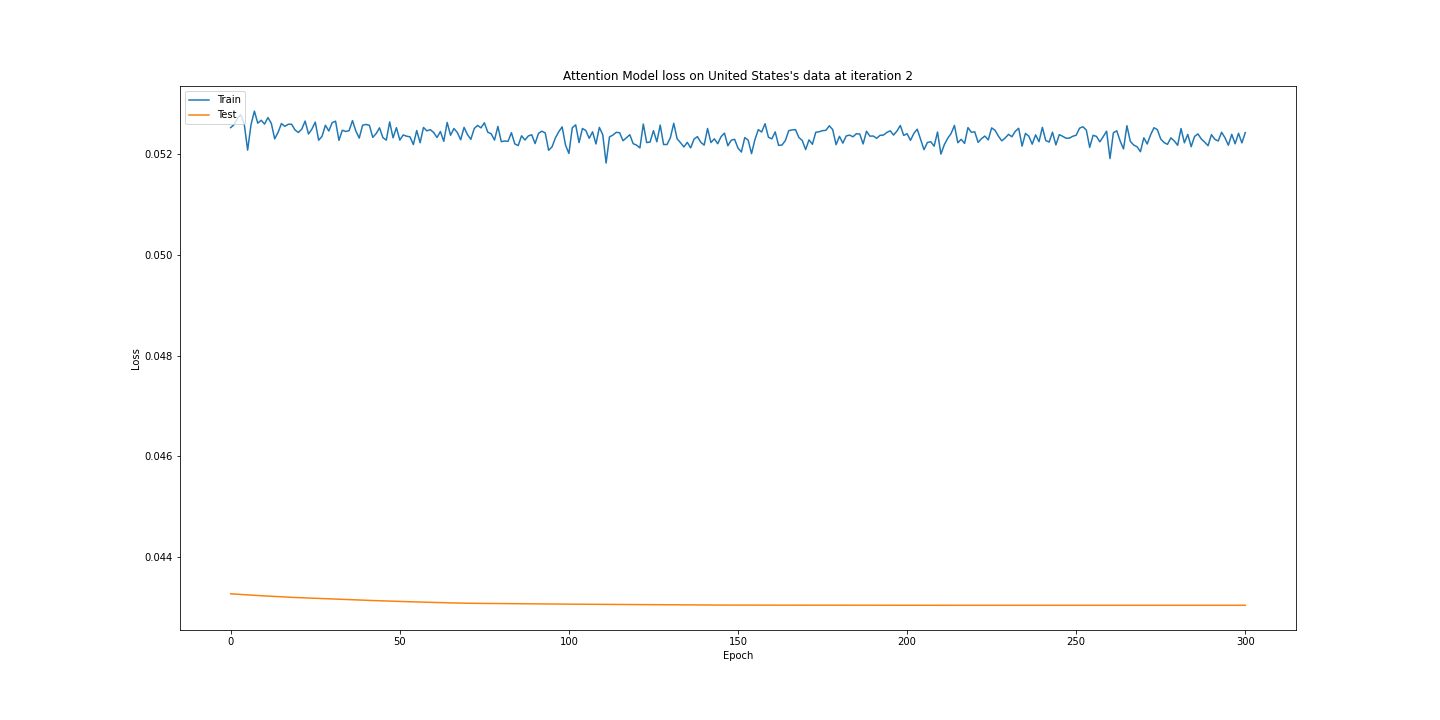 Attention Model loss on United States's data at iteration 2
Train
Test
0.052
0.050
0.048
0.046
0.044
Loss
0 50 100 150 200 250 300
Epoch